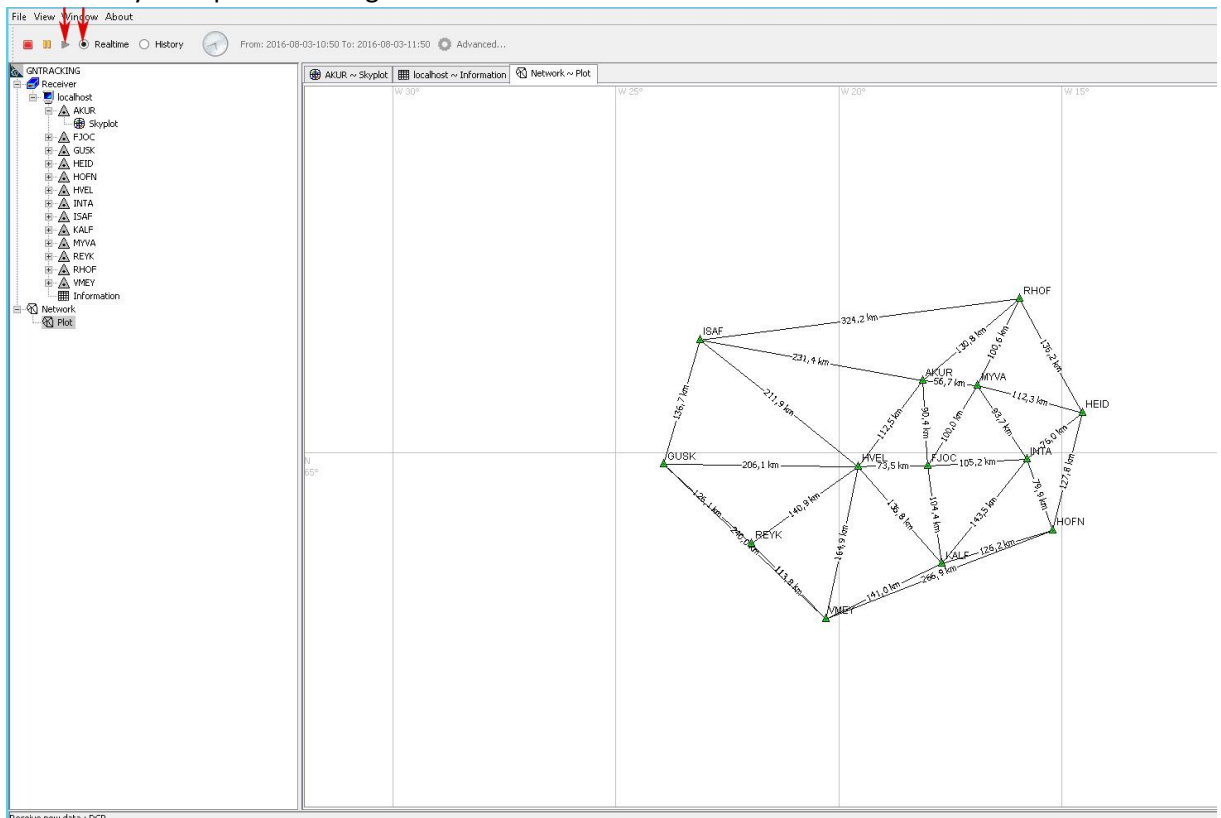 File View Window About
Realtime History From: 2016-08-03-10:50 To: 2016-08-03-11:50 Advanced...
GNTRACKING
Receiver
localhost
AKUR
Skyplot
FJOC
GUSK
HEID
HOFN
HVEL
INTA
ISAF
KALF
MYVA
REYK
RHOF
VMEY
Information
Network
Plot
AKUR ~ Skyplot localhost ~ Information Network ~ Plot
W 30° W 25° W 20° W 15°
RHOF
324,2 km
ISAF
130,8 km
100,6 km
136,2 km
231,4 km
AKUR
56,7 km
MYVA
112,3 km
HEID
136,7 km
211,9 km
112,5 km
90,4 km
100,0 km
93,7 km
76,0 km
N
65°
GUSK
206,1 km
HVEL
73,5 km
FJOC
105,2 km
INTA
127,8 km
79,9 km
126,1 km
140,9 km
136,8 km
104,4 km
143,5 km
HOFN
REYK
240,0 km
164,9 km
KALF
126,2 km
113,8 km
141,0 km
266,9 km
VMEY